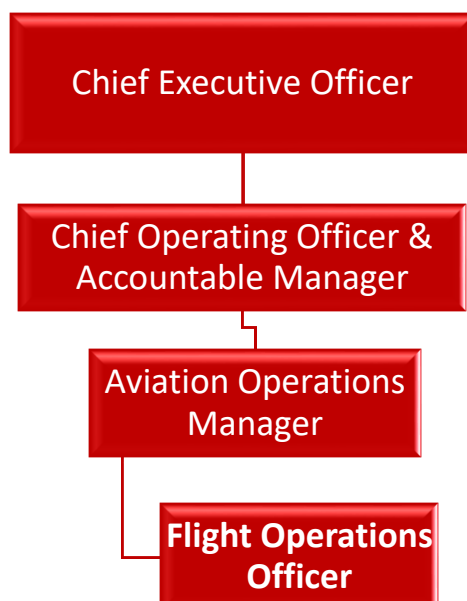 Chief Executive Officer
Chief Operating Officer &
Accountable Manager
Aviation Operations
Manager
Flight Operations
Officer